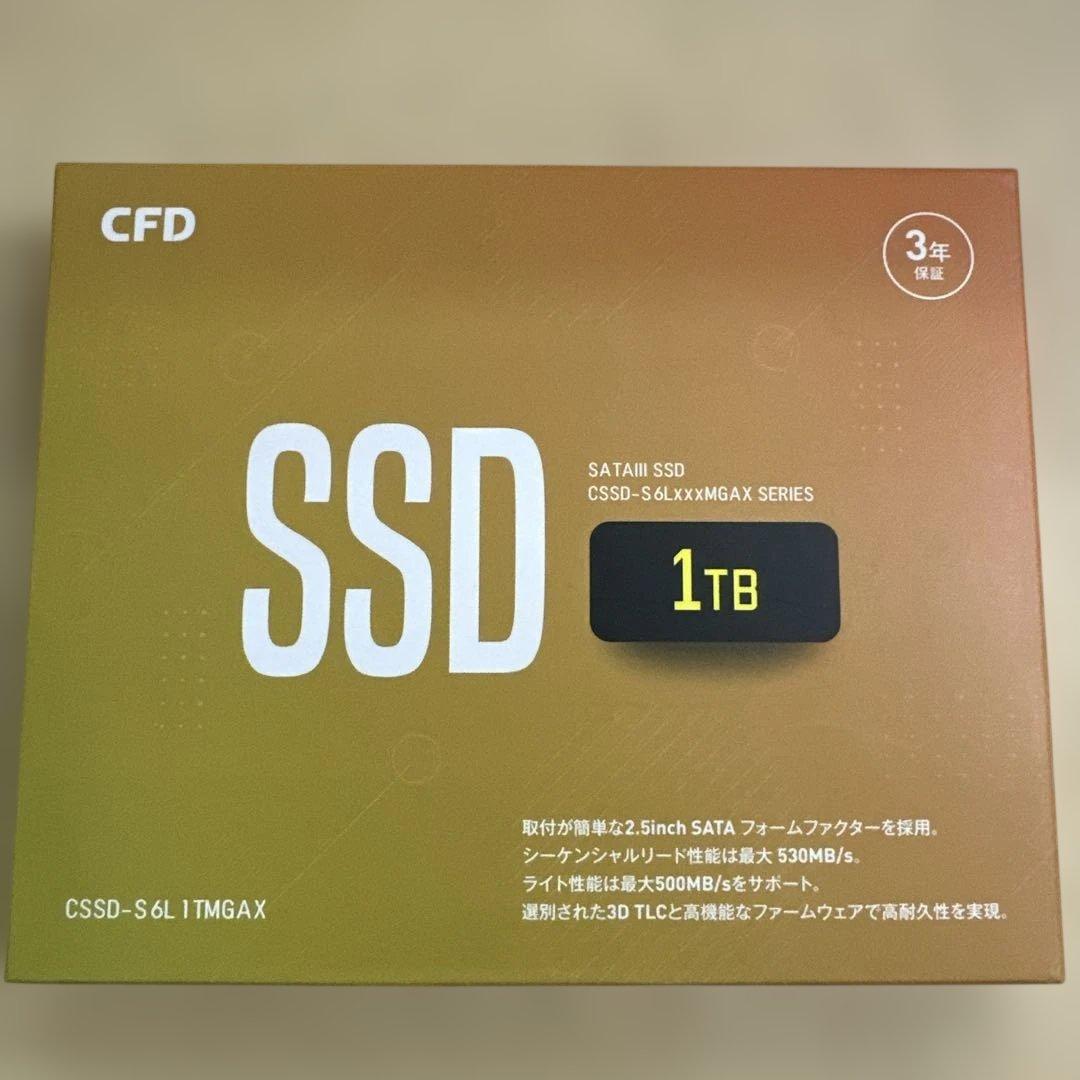 CFD
3年
保証
SSD
SATAIII SSD
CSSD-S6LxxxMGAX SERIES
1TB
取付が簡単な2.5inch SATA フォームファクターを採用。
シーケンシャルリード性能は最大 530MB/s。
ライト性能は最大500MB/sをサポート。
選別された3D TLCと高機能なファームウェアで高耐久性を実現。
CSSD-S6L1TMGAX